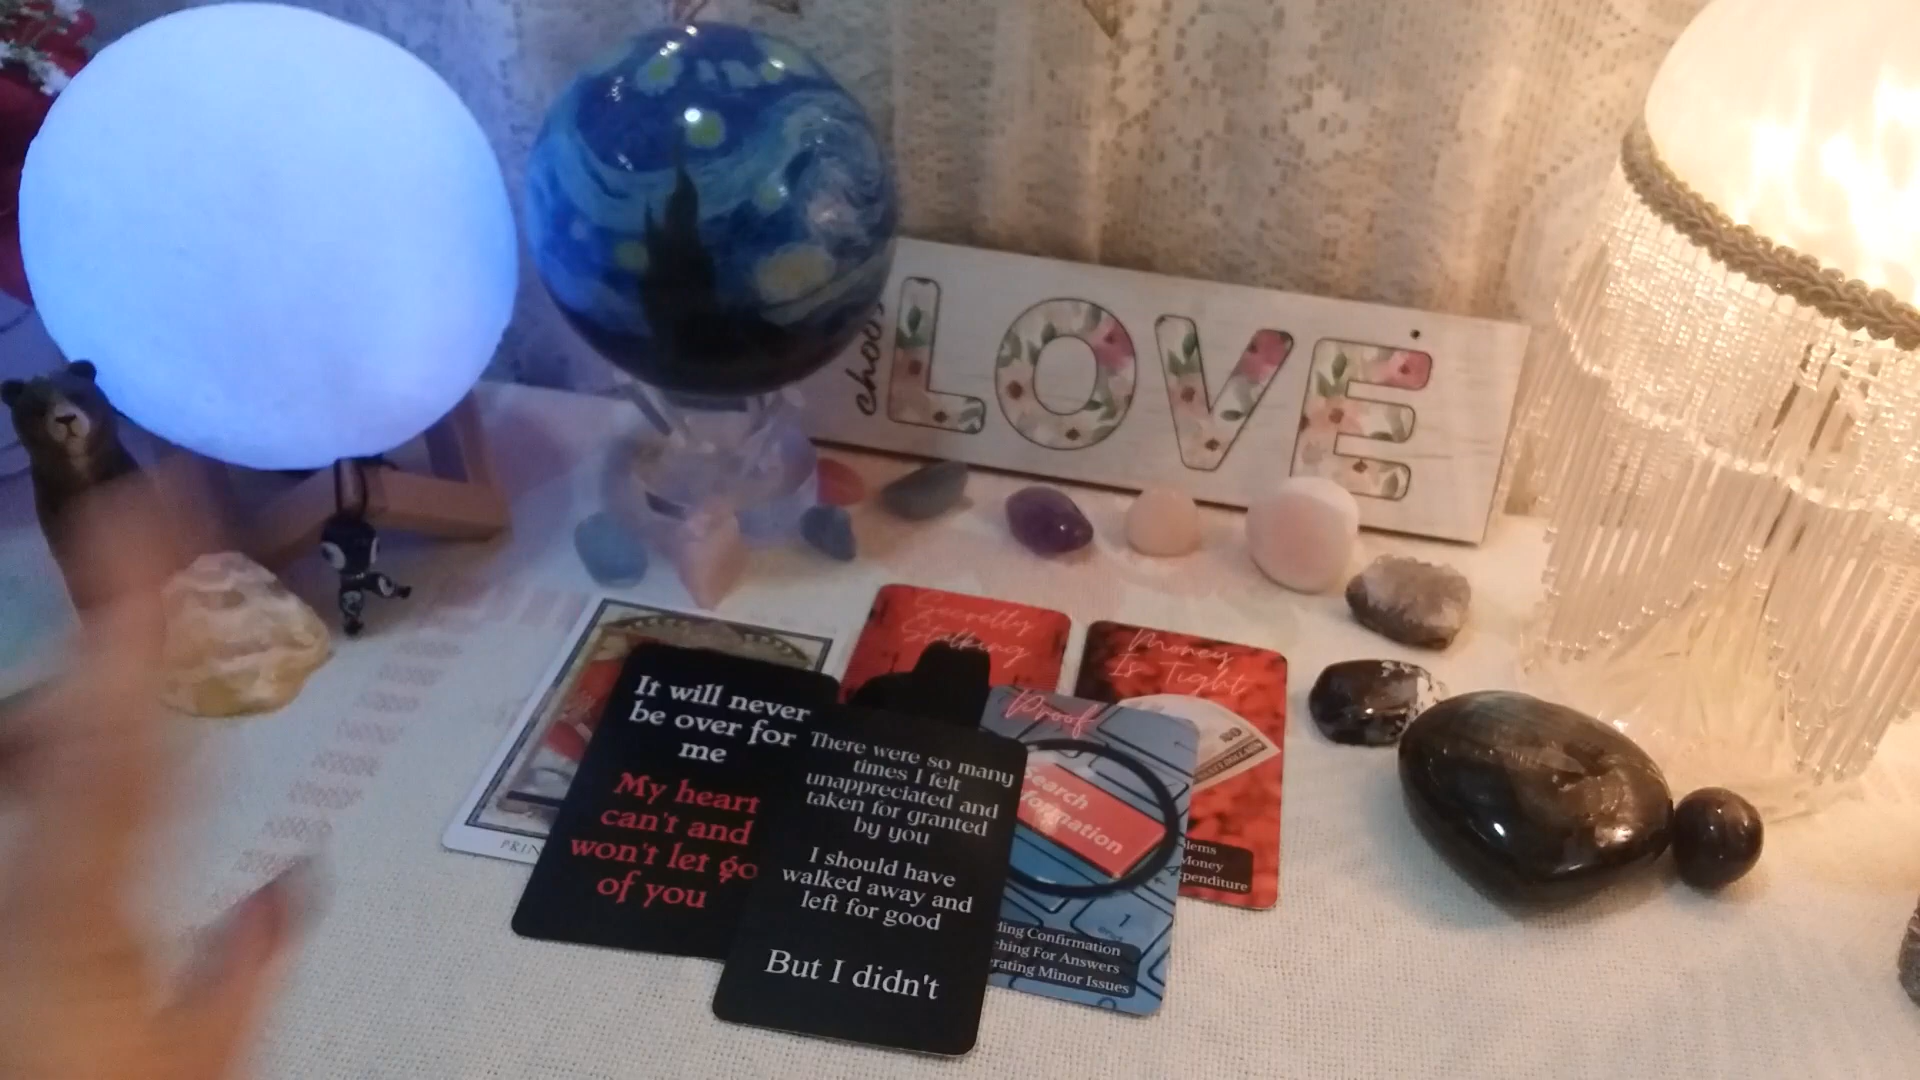 choos
LOVE
Secretly
Stalking
Money
Is Tight
Proof
Search
It will never
be over for
me
My heart
can't and
won't let go
of you
There were so many
times I felt
unappreciated and
taken for granted
by you
I should have
walked away and
left for good
But I didn't
Confirmation
For Answers
Minor Issues
Money
PRIN